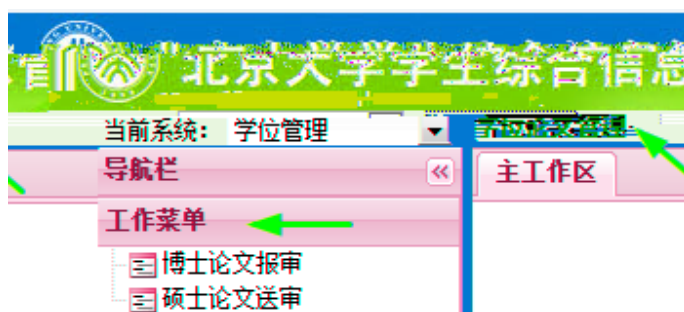 北京大学学生综合信息
当前系统： 学位管理
导航栏
主工作区
工作菜单
博士论文报审
硕士论文送审